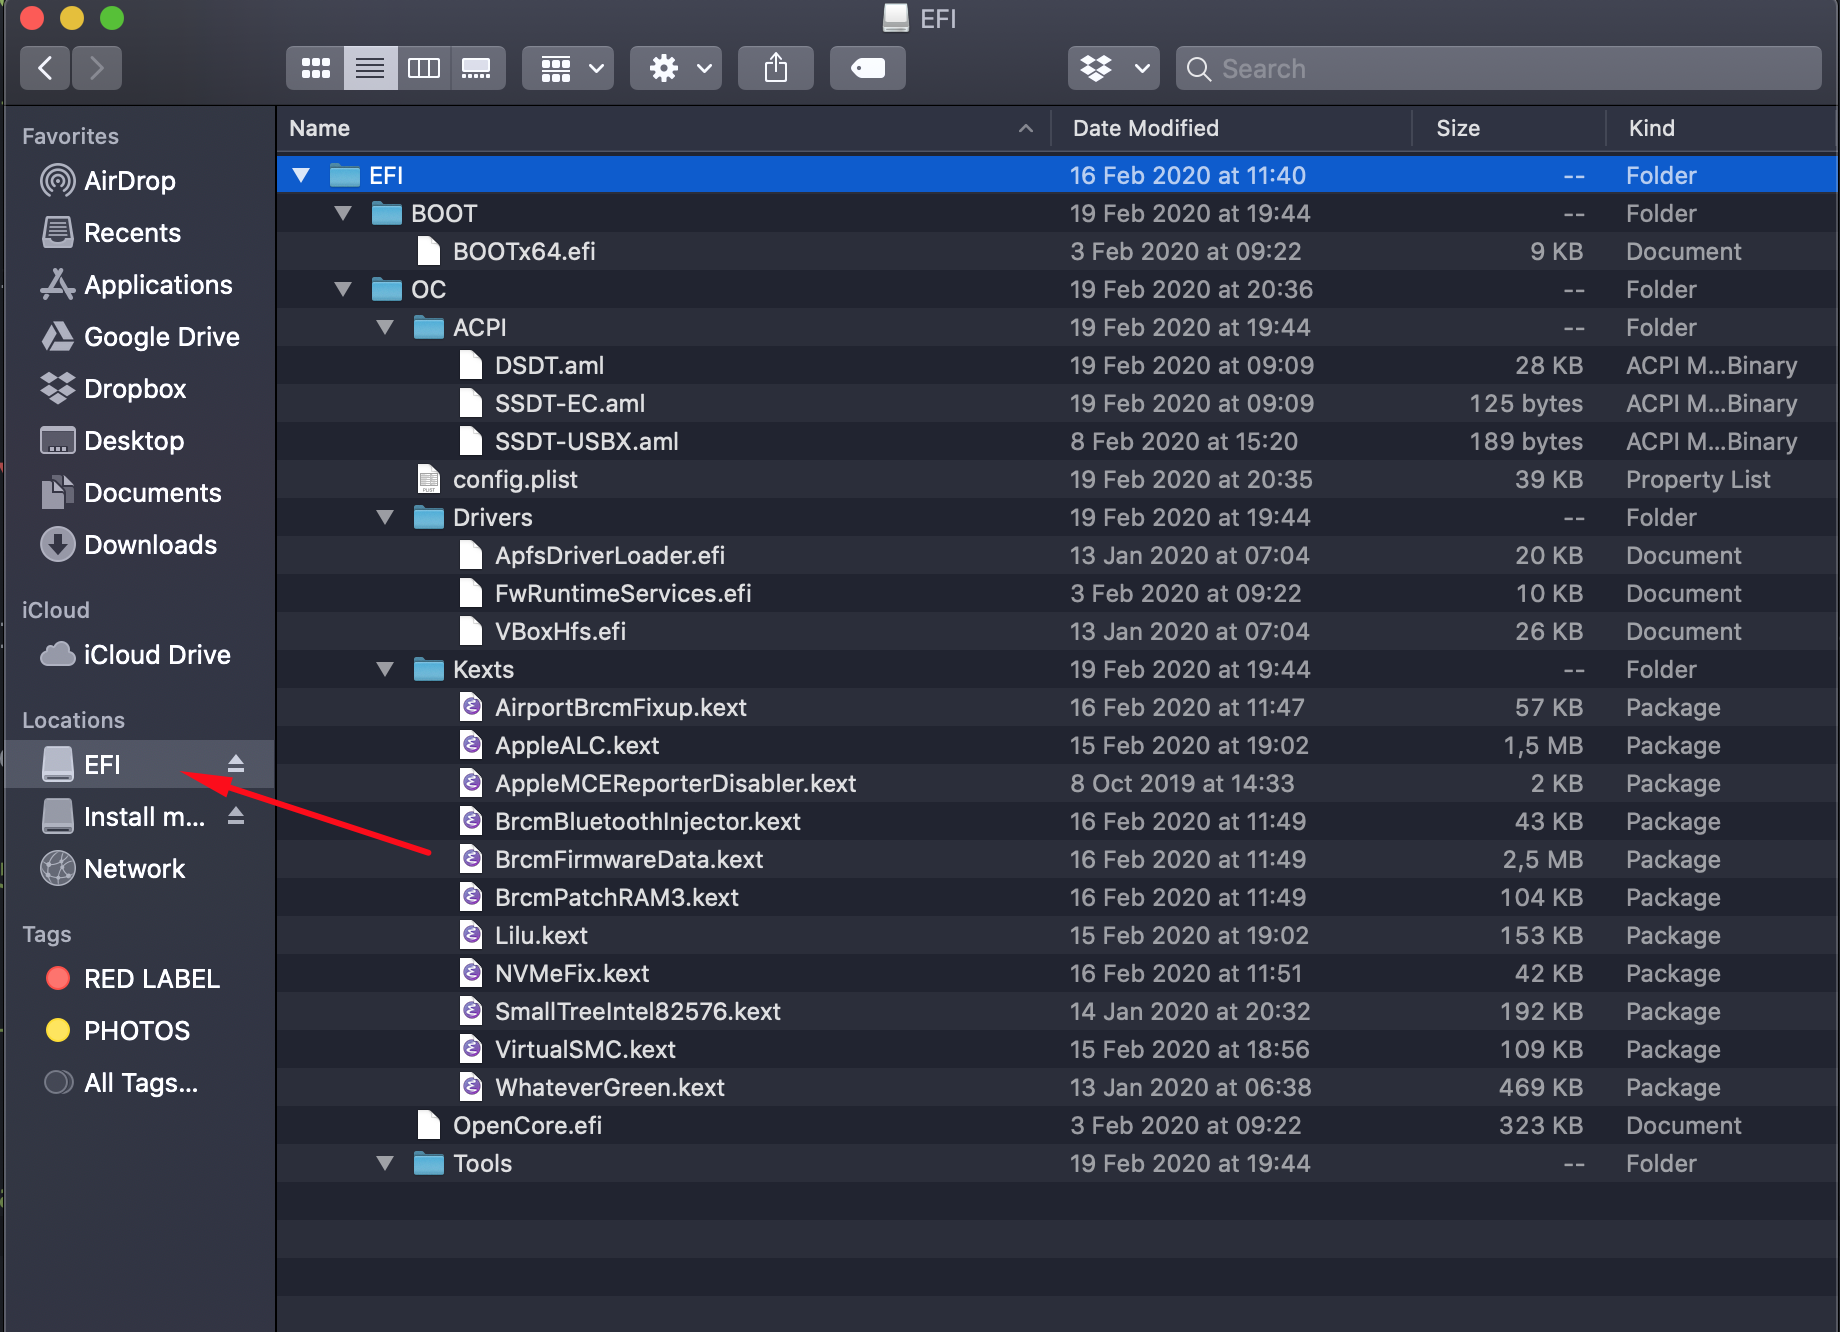 EFI
Search
Favorites
AirDrop
Recents
Applications
Google Drive
Dropbox
Desktop
Documents
Downloads
iCloud
iCloud Drive
Locations
EFI
Install m...
Network
Tags
RED LABEL
PHOTOS
All Tags...
Name Date Modified Size Kind
EFI 16 Feb 2020 at 11:40 -- Folder
BOOT 19 Feb 2020 at 19:44 -- Folder
BOOTx64.efi 3 Feb 2020 at 09:22 9 KB Document
OC 19 Feb 2020 at 20:36 -- Folder
ACPI 19 Feb 2020 at 19:44 -- Folder
DSDT.aml 19 Feb 2020 at 09:09 28 KB ACPI M...Binary
SSDT-EC.aml 19 Feb 2020 at 09:09 125 bytes ACPI M...Binary
SSDT-USBX.aml 8 Feb 2020 at 15:20 189 bytes ACPI M...Binary
config.plist 19 Feb 2020 at 20:35 39 KB Property List
Drivers 19 Feb 2020 at 19:44 -- Folder
ApfsDriverLoader.efi 13 Jan 2020 at 07:04 20 KB Document
FwRuntimeServices.efi 3 Feb 2020 at 09:22 10 KB Document
VBoxHfs.efi 13 Jan 2020 at 07:04 26 KB Document
Kexts 19 Feb 2020 at 19:44 -- Folder
AirportBrcmFixup.kext 16 Feb 2020 at 11:47 57 KB Package
AppleALC.kext 15 Feb 2020 at 19:02 1,5 MB Package
AppleMCEReporterDisabler.kext 8 Oct 2019 at 14:33 2 KB Package
BrcmBluetoothInjector.kext 16 Feb 2020 at 11:49 43 KB Package
BrcmFirmwareData.kext 16 Feb 2020 at 11:49 2,5 MB Package
BrcmPatchRAM3.kext 16 Feb 2020 at 11:49 104 KB Package
Lilu.kext 15 Feb 2020 at 19:02 153 KB Package
NVMeFix.kext 16 Feb 2020 at 11:51 42 KB Package
SmallTreeIntel82576.kext 14 Jan 2020 at 20:32 192 KB Package
VirtualSMC.kext 15 Feb 2020 at 18:56 109 KB Package
WhateverGreen.kext 13 Jan 2020 at 06:38 469 KB Package
OpenCore.efi 3 Feb 2020 at 09:22 323 KB Document
Tools 19 Feb 2020 at 19:44 -- Folder